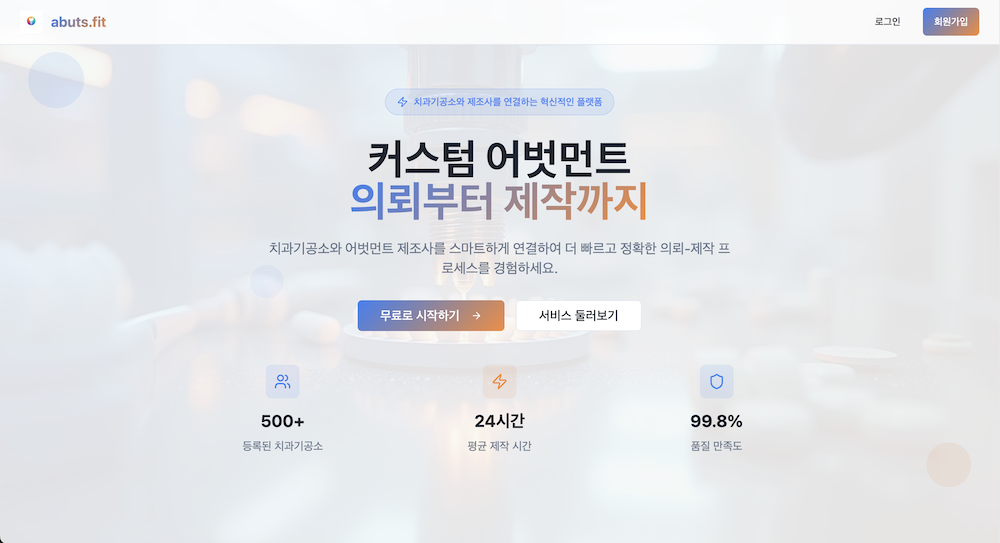 abuts.fit
로그인
회원가입
치과기공소와 제조사를 연결하는 혁신적인 플랫폼
커스텀 어벗먼트
의뢰부터 제작까지
치과기공소와 어벗먼트 제조사를 스마트하게 연결하여 더 빠르고 정확한 의뢰-제작 프
로세스를 경험하세요.
무료로 시작하기 →
서비스 둘러보기
500+
등록된 치과기공소
24시간
평균 제작 시간
99.8%
품질 만족도